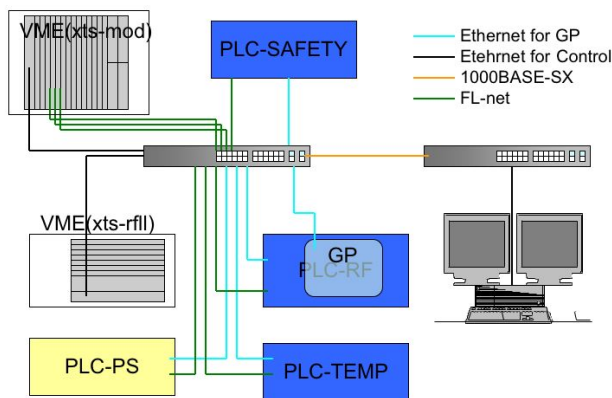 VME(xts-mod)
PLC-SAFETY
Ethernet for GP
Etehrnet for Control
1000BASE-SX
FL-net
VME(xts-rfll)
GP
PLC-RF
PLC-PS
PLC-TEMP